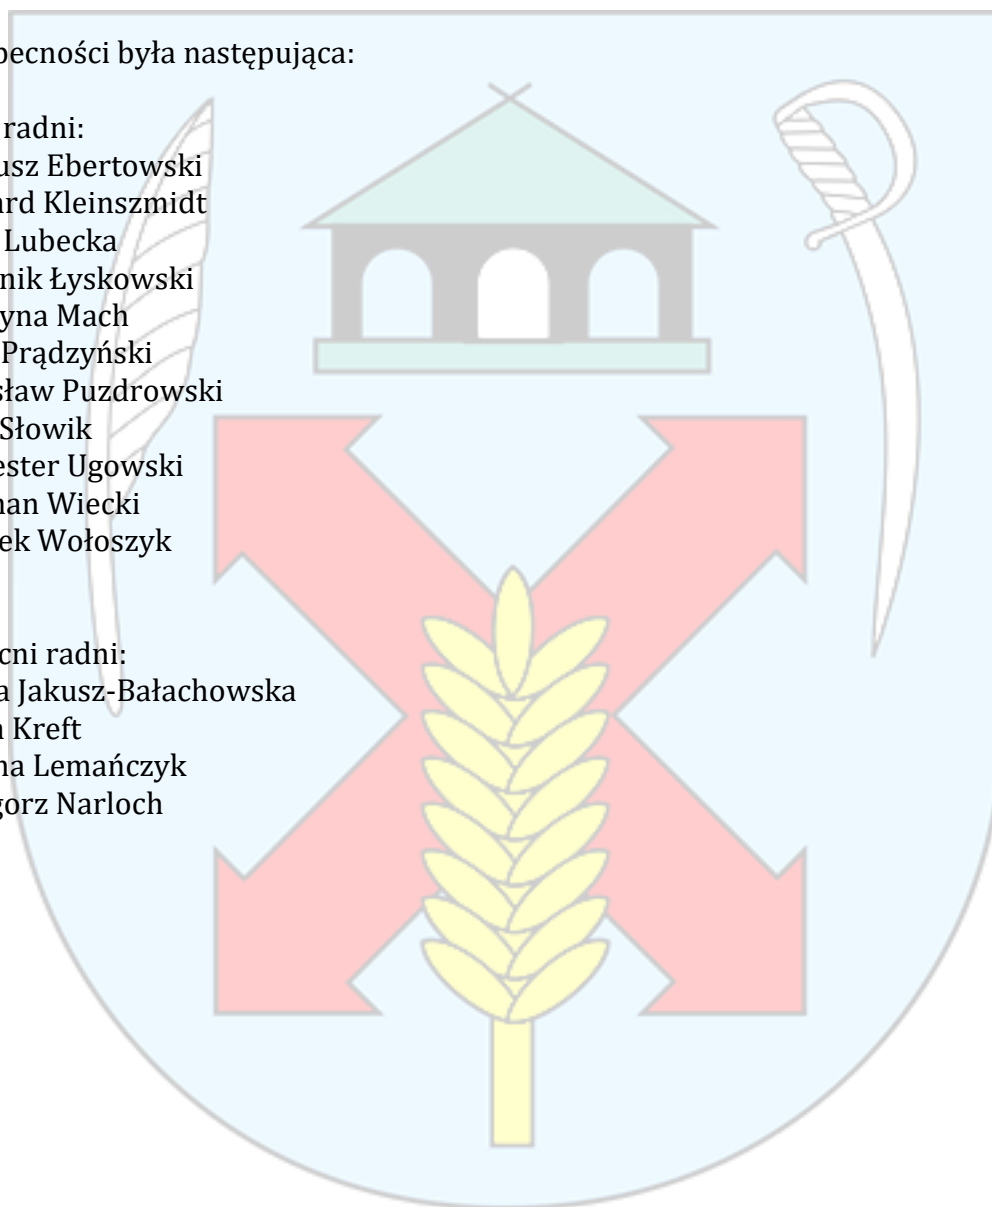 becności była następująca:
radni:
usz Ebertowski
ard Kleinszmidt
Lubecka
nik Łyskowski
yna Mach
Prądzyński
sław Puzdrowski
Słowik
ester Ugowski
nan Wiecki
ek Wołoszyk
cni radni:
a Jakusz-Bałachowska
a Kreft
na Lemańczyk
gorz Narloch